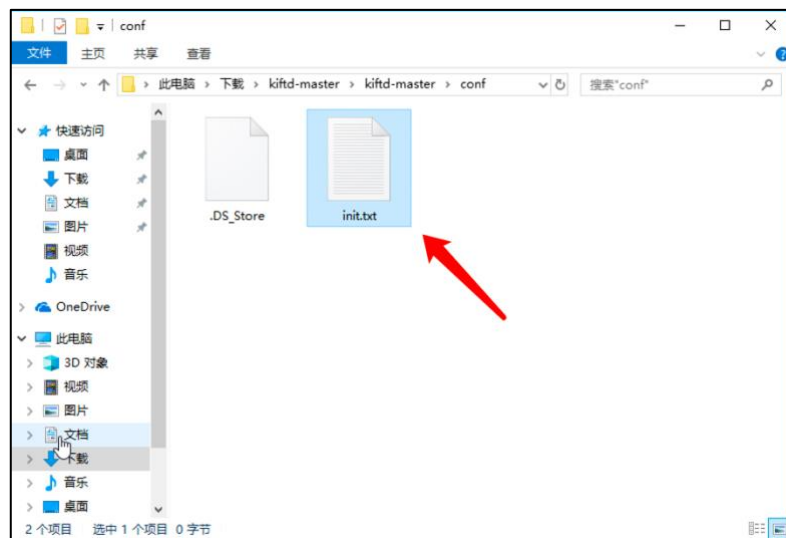 conf
文件 主页 共享 查看
此电脑 › 下载 › kiftd-master › kiftd-master › conf 搜索"conf"
快速访问
桌面
下载
文档
图片
视频
音乐
OneDrive
此电脑
3D 对象
视频
图片
文档
下载
音乐
桌面
.DS_Store
init.txt
2 个项目 选中 1 个项目 0 字节